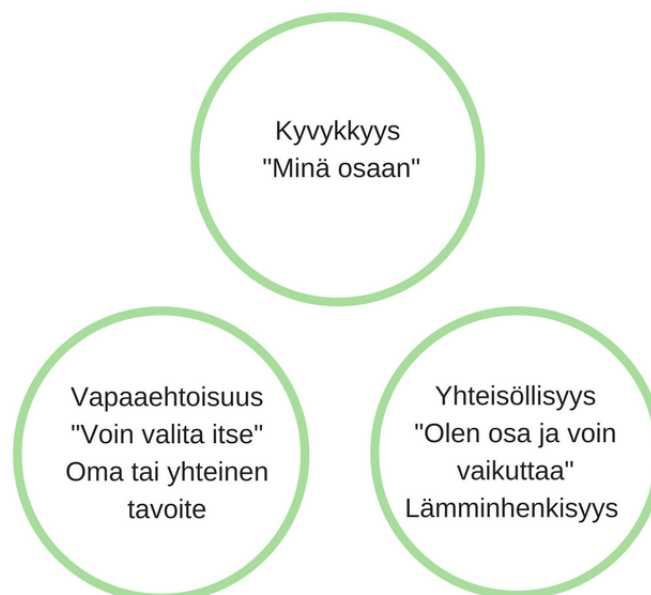 Kyvykkyys
"Minä osaan"
Vapaaehtoisuus
"Voin valita itse"
Oma tai yhteinen
tavoite
Yhteisöllisyys
"Olen osa ja voin
vaikuttaa"
Lämminhenkisyys